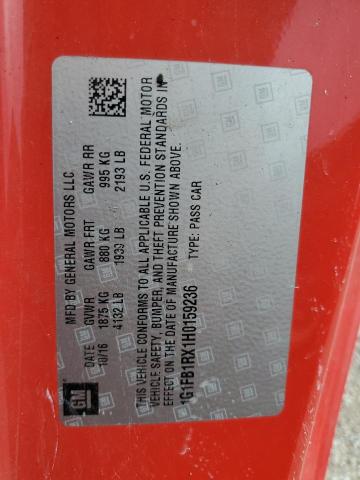 MFD BY GENERAL MOTORS LLC
DATE GVWR GAWR FRT GAWR RR
10/16 1875 KG 880 KG 995 KG
4132 LB 1939 LB 2193 LB
THIS VEHICLE CONFORMS TO ALL APPLICABLE U.S. FEDERAL MOTOR
VEHICLE SAFETY, BUMPER, AND THEFT PREVENTION STANDARDS IN
EFFECT ON THE DATE OF MANUFACTURE SHOWN ABOVE.
1G1FB1RX1H0159236 TYPE: PASS CAR
GM